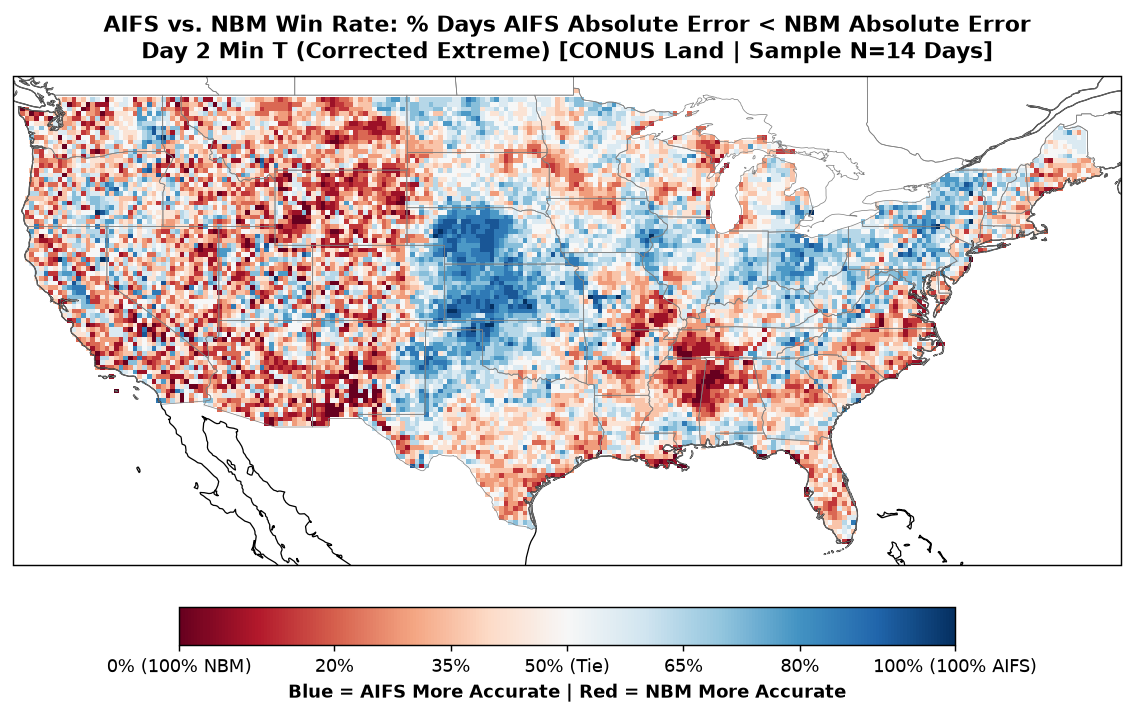 AIFS vs. NBM Win Rate: % Days AIFS Absolute Error < NBM Absolute Error
Day 2 Min T (Corrected Extreme) [CONUS Land | Sample N=14 Days]
0% (100% NBM) 20% 35% 50% (Tie) 65% 80% 100% (100% AIFS)
Blue = AIFS More Accurate | Red = NBM More Accurate